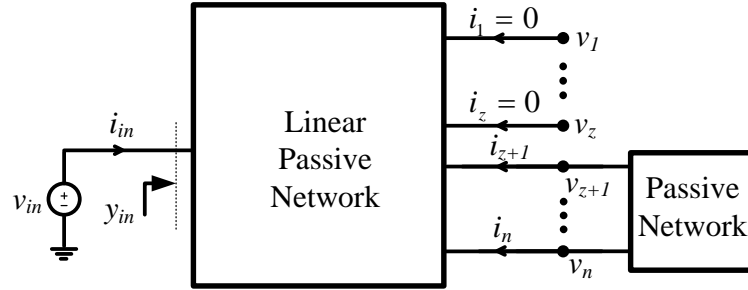 i1 = 0
v1
iz = 0
vz
iin
vin
yin
Linear
Passive
Network
iz+1
vz+1
in
vn
Passive
Network
+
−